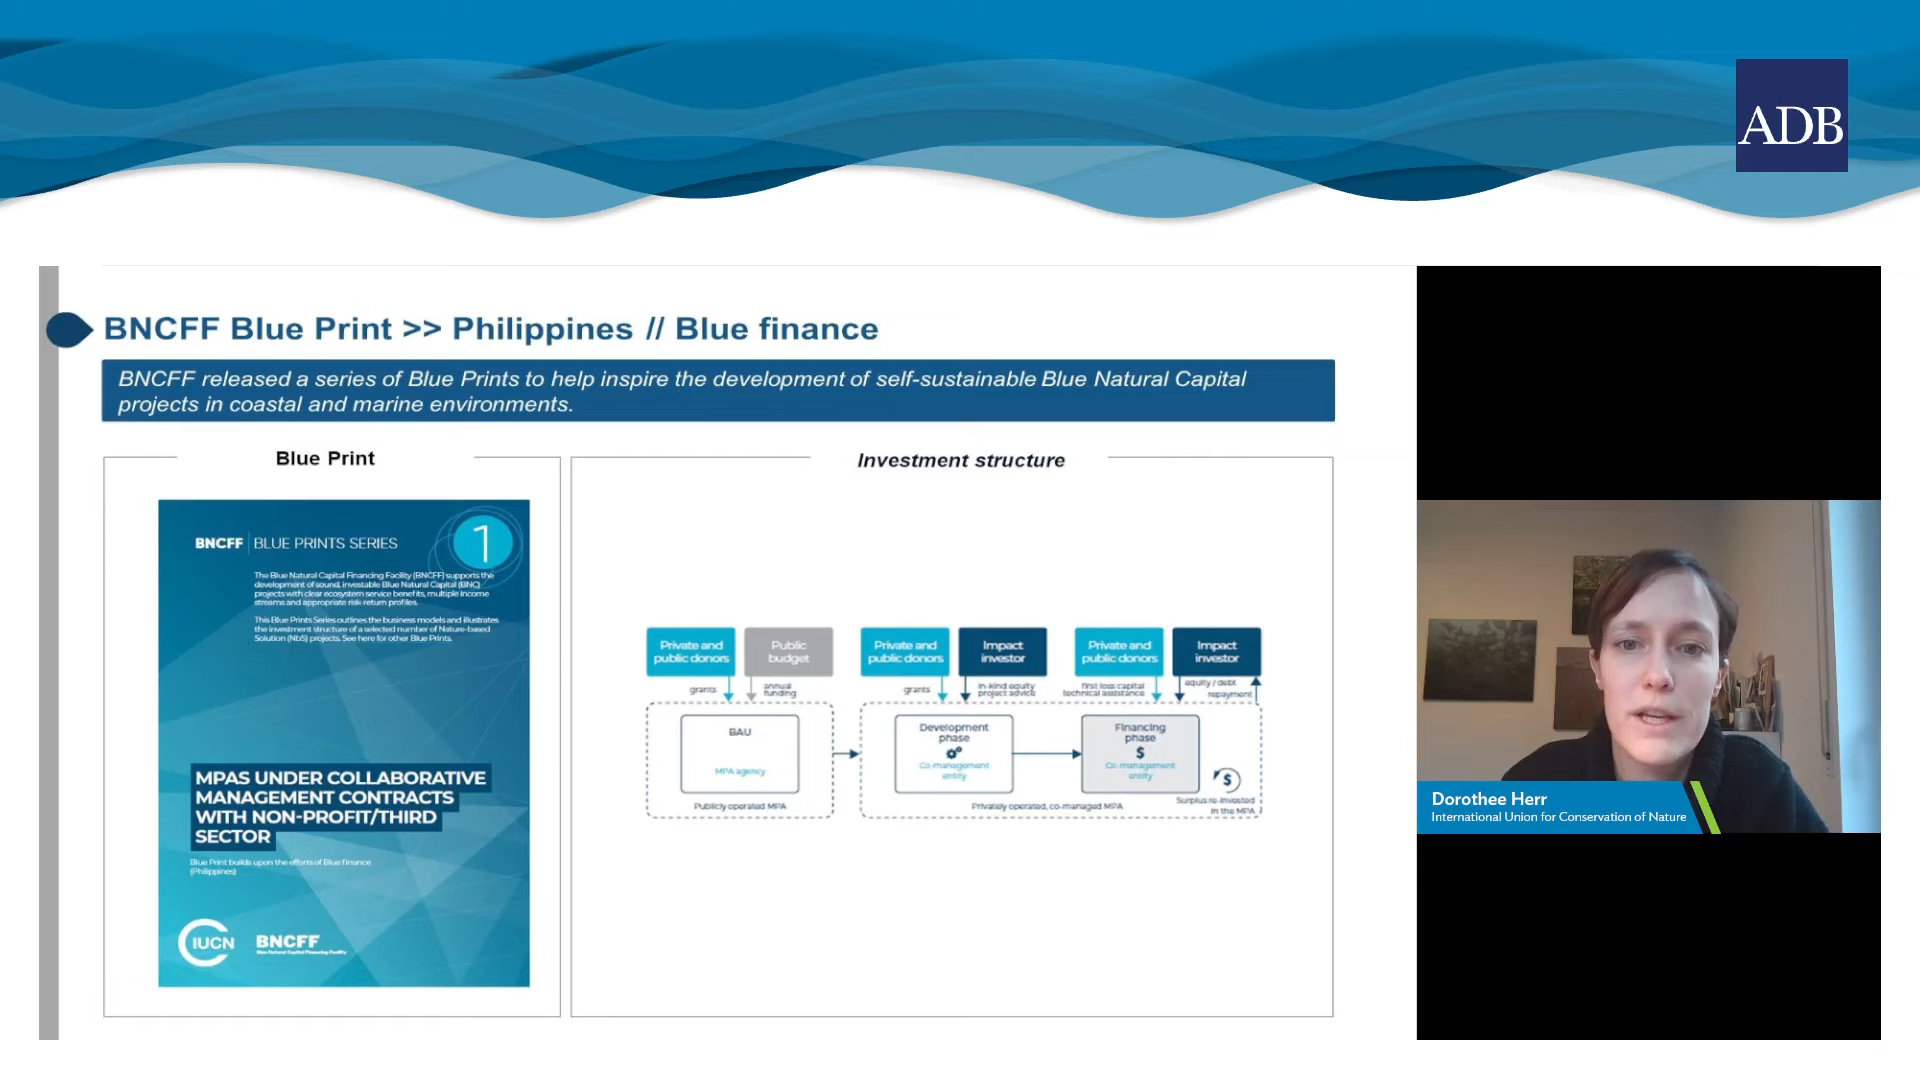 ADB
BNCFF Blue Print >> Philippines // Blue finance
BNCFF released a series of Blue Prints to help inspire the development of self-sustainable Blue Natural Capital
projects in coastal and marine environments.
Blue Print
BNCFF | BLUE PRINTS SERIES
1
The Blue Natural Capital Financing Facility (BNCFF) supports the
development of sound, investable Blue Natural Capital (BNC)
projects with clear ecosystem service benefits, multiple income
streams and appropriate risk-return profiles.
This Blue Prints Series outlines the business models and illustrates
the investment structure of a selected number of Nature-based
Solution (NbS) projects. See here for other Blue Prints.
MPAS UNDER COLLABORATIVE
MANAGEMENT CONTRACTS
WITH NON-PROFIT/THIRD
SECTOR
Blue Print builds upon the efforts of Blue finance
(Philippines)
IUCN
BNCFF
Blue Natural Capital Financing Facility
Investment structure
Private and
public donors
Public
budget
Private and
public donors
Impact
investor
Private and
public donors
Impact
investor
grants
annual
funding
grants
in-kind equity
project advice
first loss capital
technical assistance
equity / debt
repayment
BAU
MPA agency
Publicly operated MPA
Development
phase
Co-management
entity
Financing
phase
$
Co-management
entity
Privately operated, co-managed MPA
$
Surplus re-invested
in the MPA
Dorothee Herr
International Union for Conservation of Nature